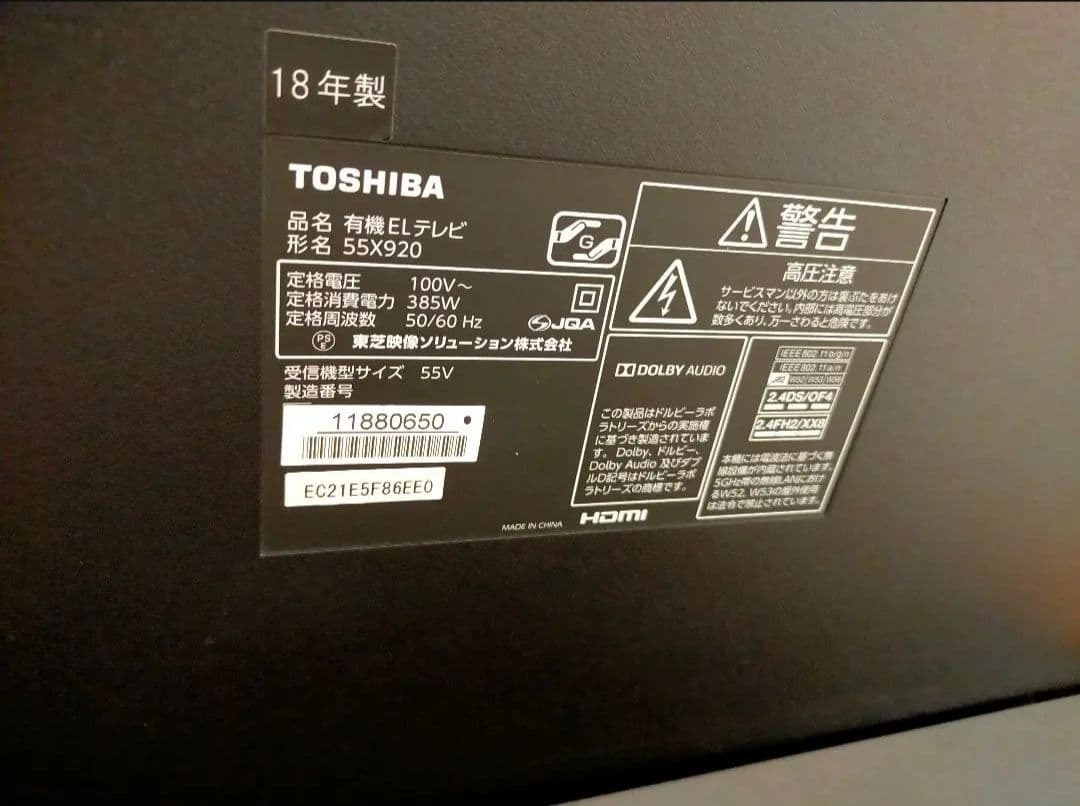 18年製
TOSHIBA
品名 有機ELテレビ
形名 55X920
G
定格電圧 100V～
定格消費電力 385W
定格周波数 50/60 Hz
JQA
PS
E
東芝映像ソリューション株式会社
受信機型サイズ 55V
製造番号
11880650
EC21E5F86EE0
MADE IN CHINA
HDMI
警告
高圧注意
サービスマン以外の方は裏ぶたをあけ
ないでください。内部には高電圧部分が
数多くあり、万一さわると危険です。
DOLBY AUDIO
この製品はドルビーラボ
ラトリーズからの実施権
に基づき製造されていま
す。Dolby、ドルビー、
Dolby Audio 及びダブ
ルD記号はドルビーラボ
ラトリーズの商標です。
IEEE802.11b/g/n
IEEE802.11a/n
J52 W52 W53 W56
2.4DS/OF4
2.4FH2/XX8
本機には電波法に基づく無
線設備が内蔵されています。
5GHz帯の無線LANにおけ
るW52、W53の屋外使用
は法令で禁止されています。